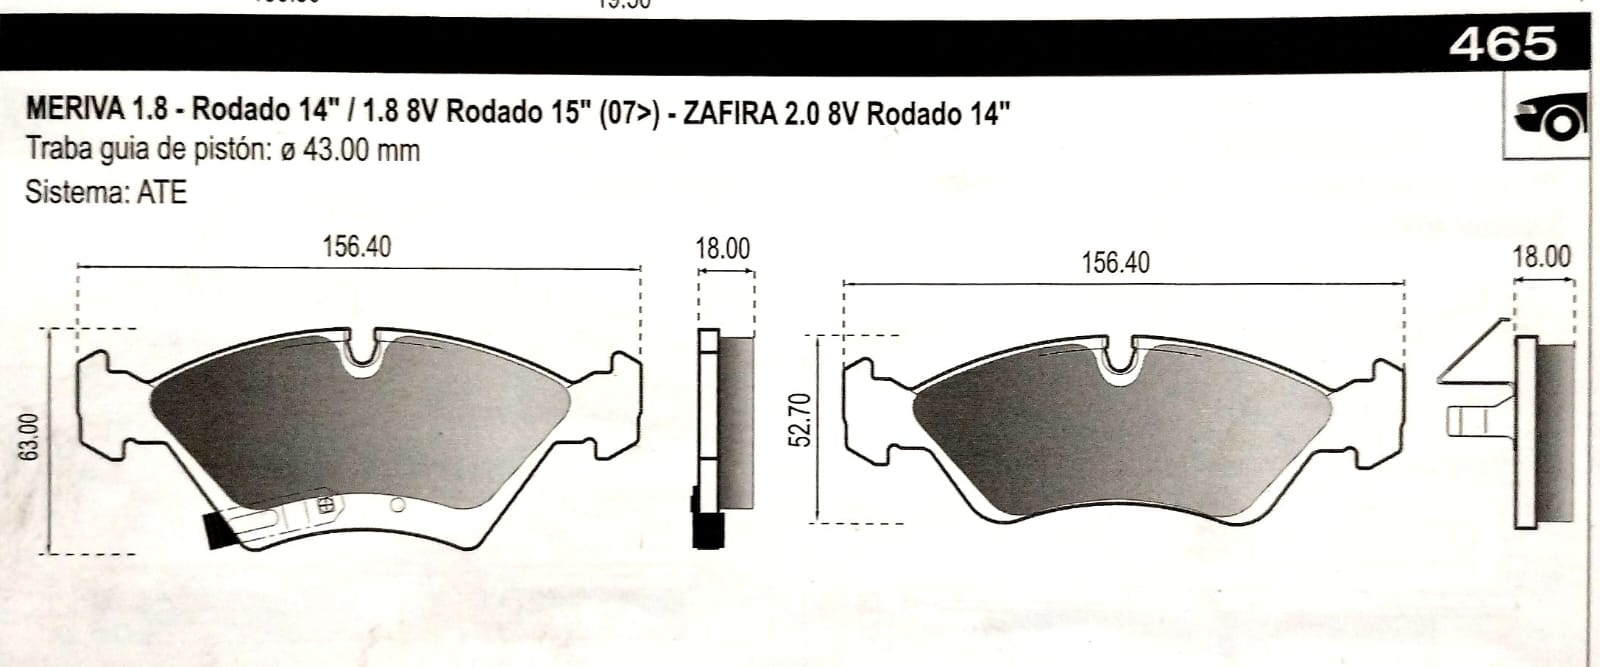 19.50
465
MERIVA 1.8 - Rodado 14" / 1.8 8V Rodado 15" (07>) - ZAFIRA 2.0 8V Rodado 14"
Traba guia de pistón: ø 43.00 mm
Sistema: ATE
156.40
18.00
156.40
18.00
63.00
52.70